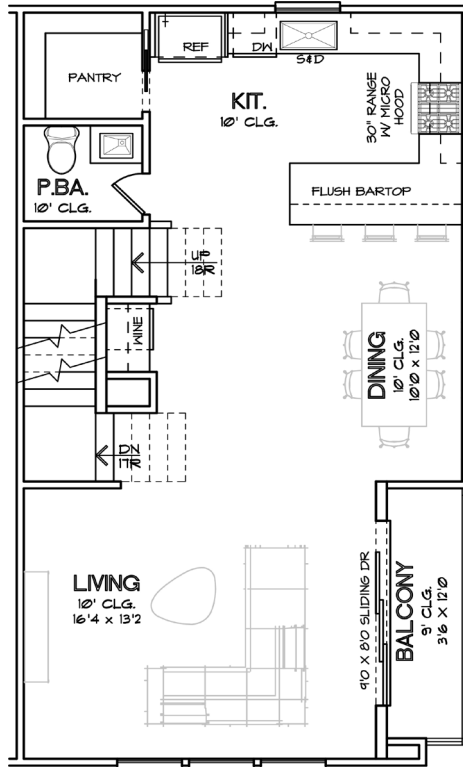 REF
DW
S&D
PANTRY
KIT.
10' CLG.
30" RANGE
W/ MICRO
HOOD
P.BA.
10' CLG.
FLUSH BARTOP
UP
18R
WINE
DINING
10' CLG.
10'0 x 12'0
DN
17R
LIVING
10' CLG.
16'4 x 13'2
9'0 X 8'0 SLIDING DR
BALCONY
9' CLG.
3'6 x 12'0